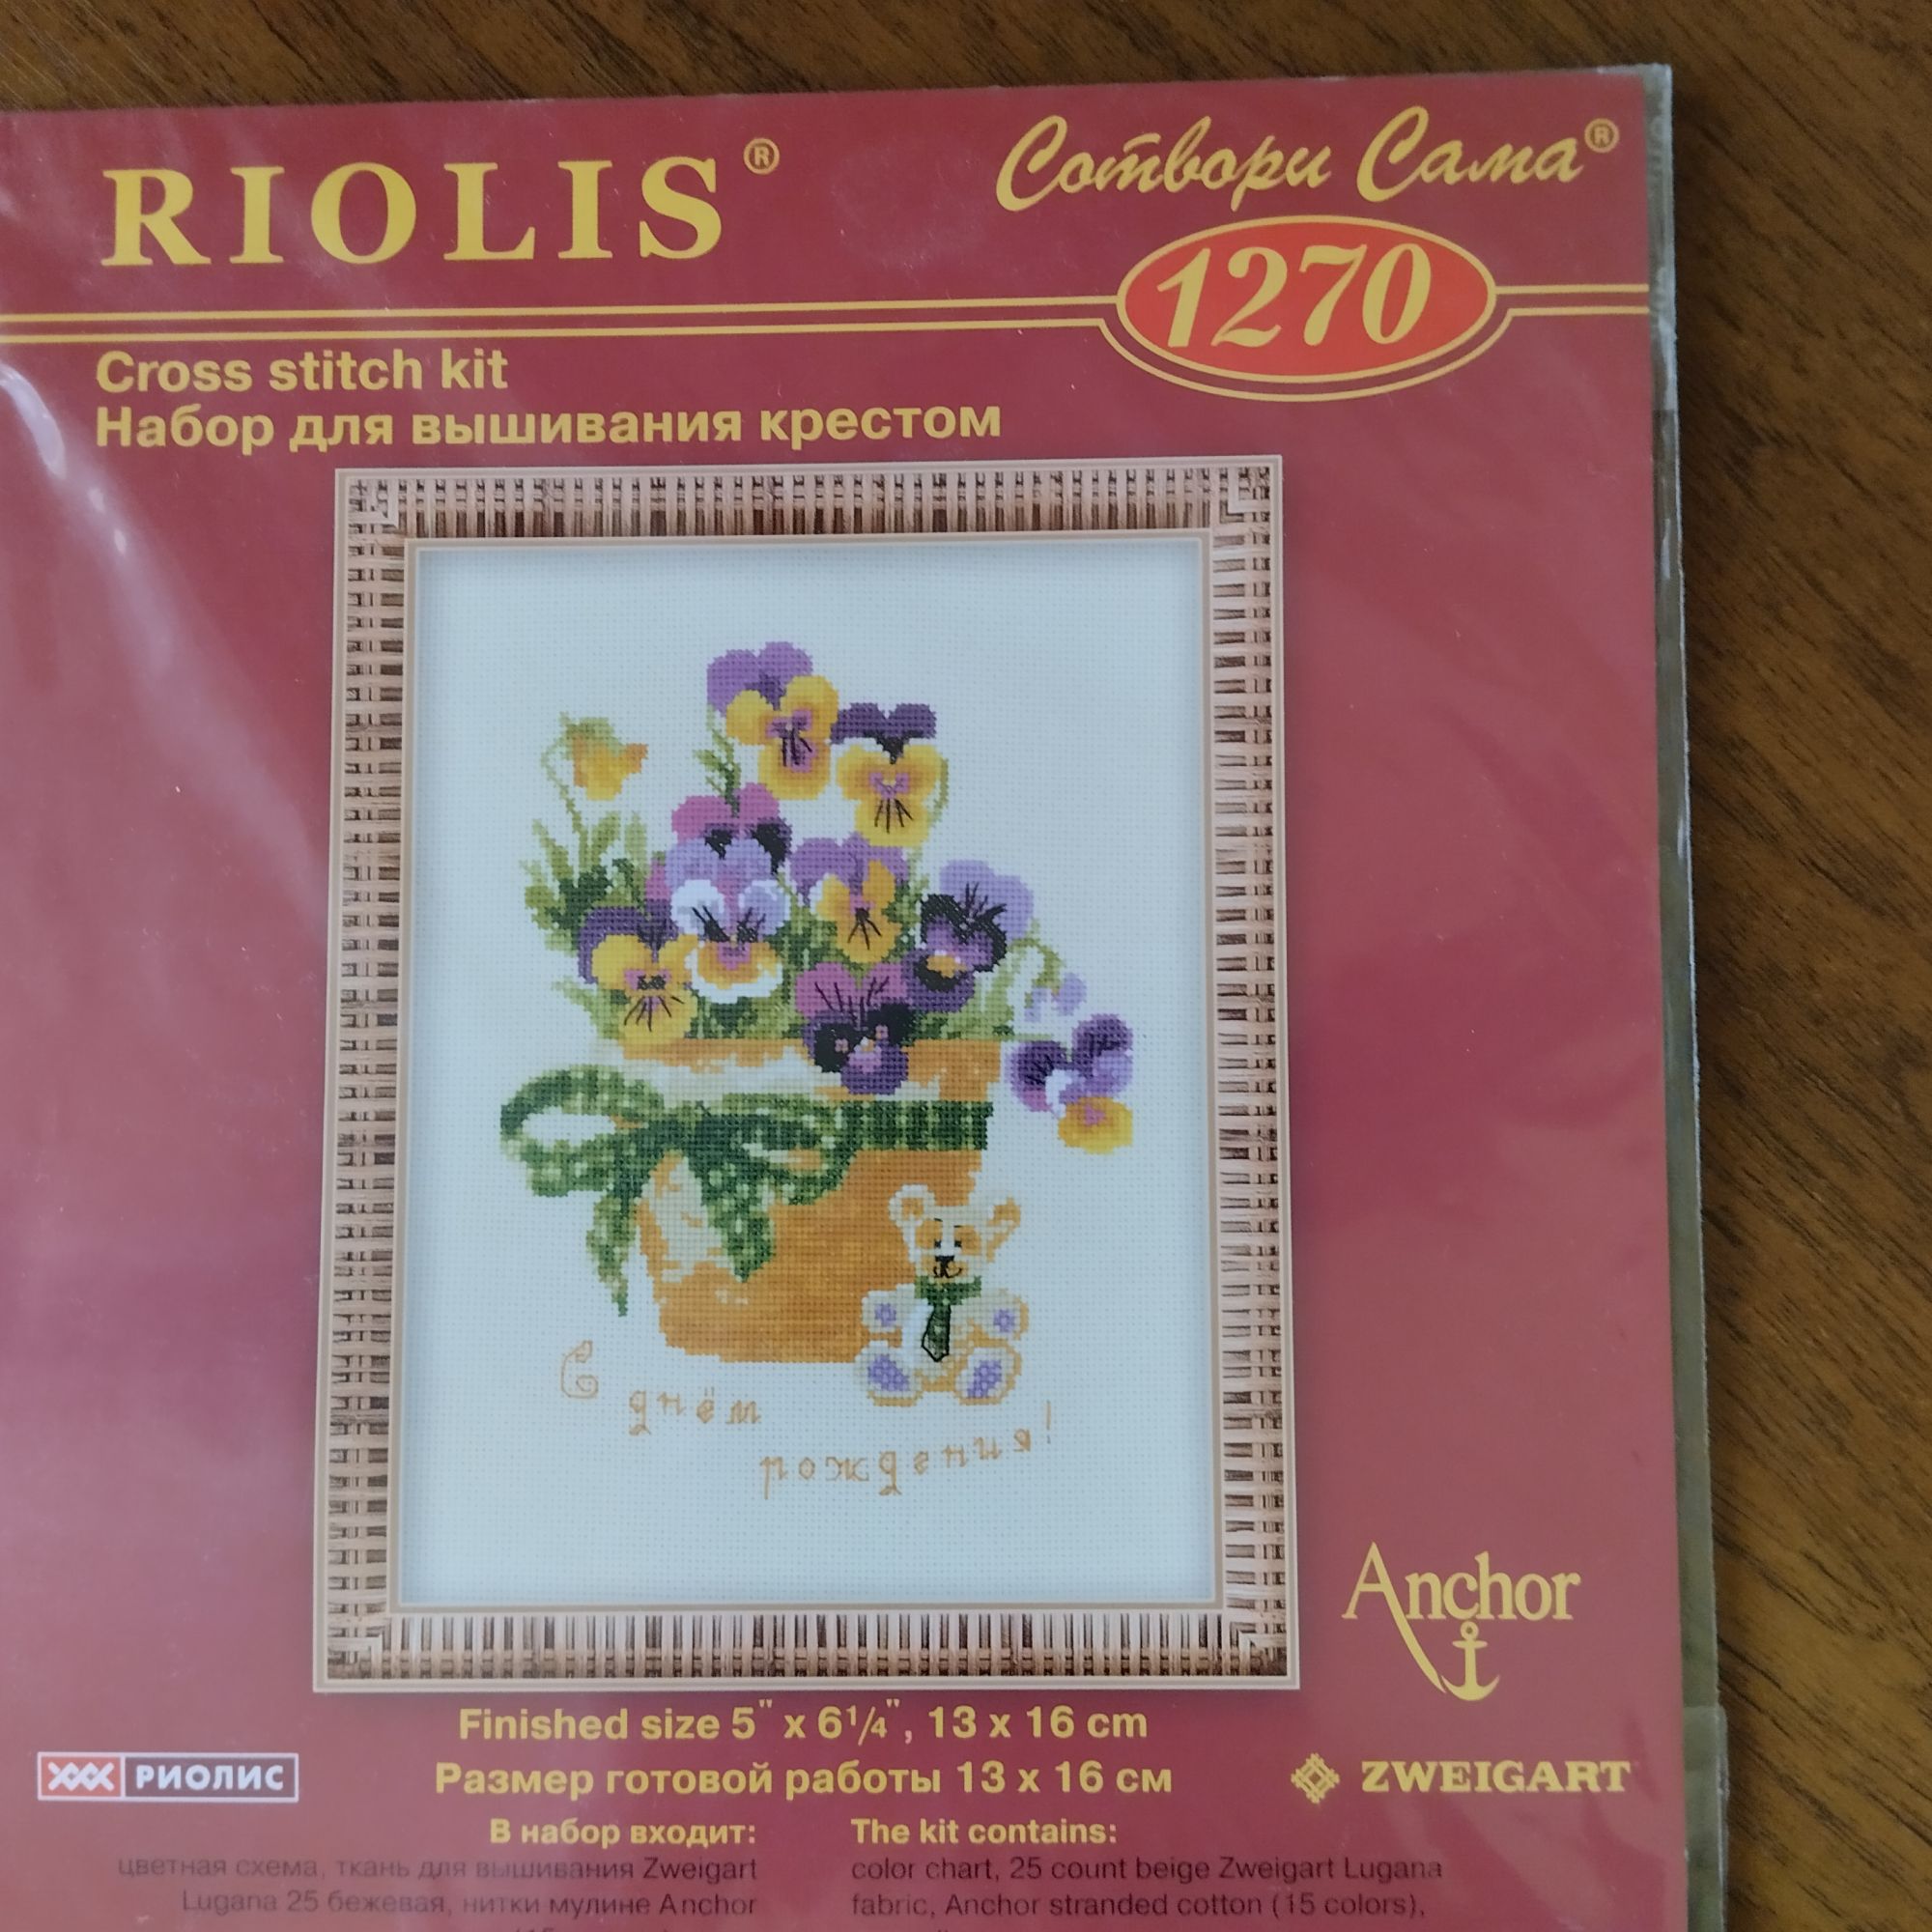 RIOLIS®
Сотвори Сама®
1270
Cross stitch kit
Набор для вышивания крестом
С днём
рождения!
Anchor
Finished size 5" x 6¼", 13 x 16 cm
Размер готовой работы 13 x 16 см
РИОЛИС
ZWEIGART
В набор входит:
цветная схема, ткань для вышивания Zweigart
Lugana 25 бежевая, нитки мулине Anchor
The kit contains:
color chart, 25 count beige Zweigart Lugana
fabric, Anchor stranded cotton (15 colors),